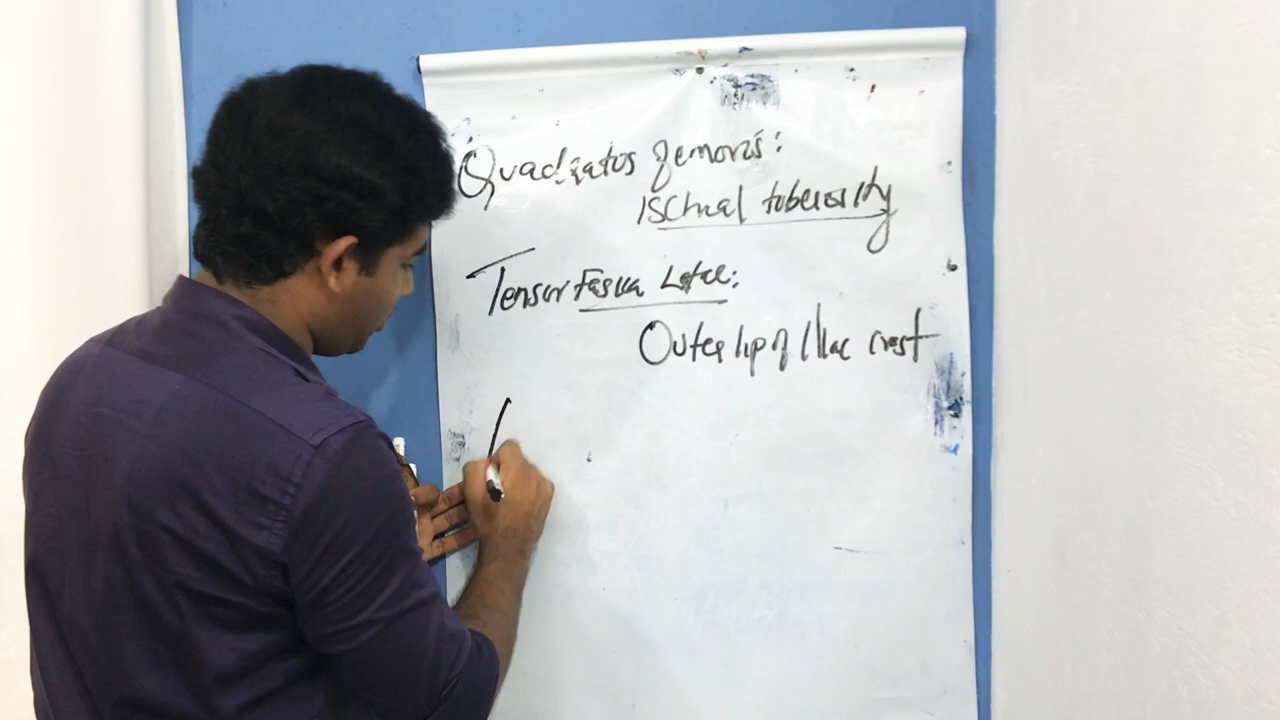 Quadratus femoris:
Ischial tuberosity
Tensor Fascia Latae:
Outer lip of Iliac crest